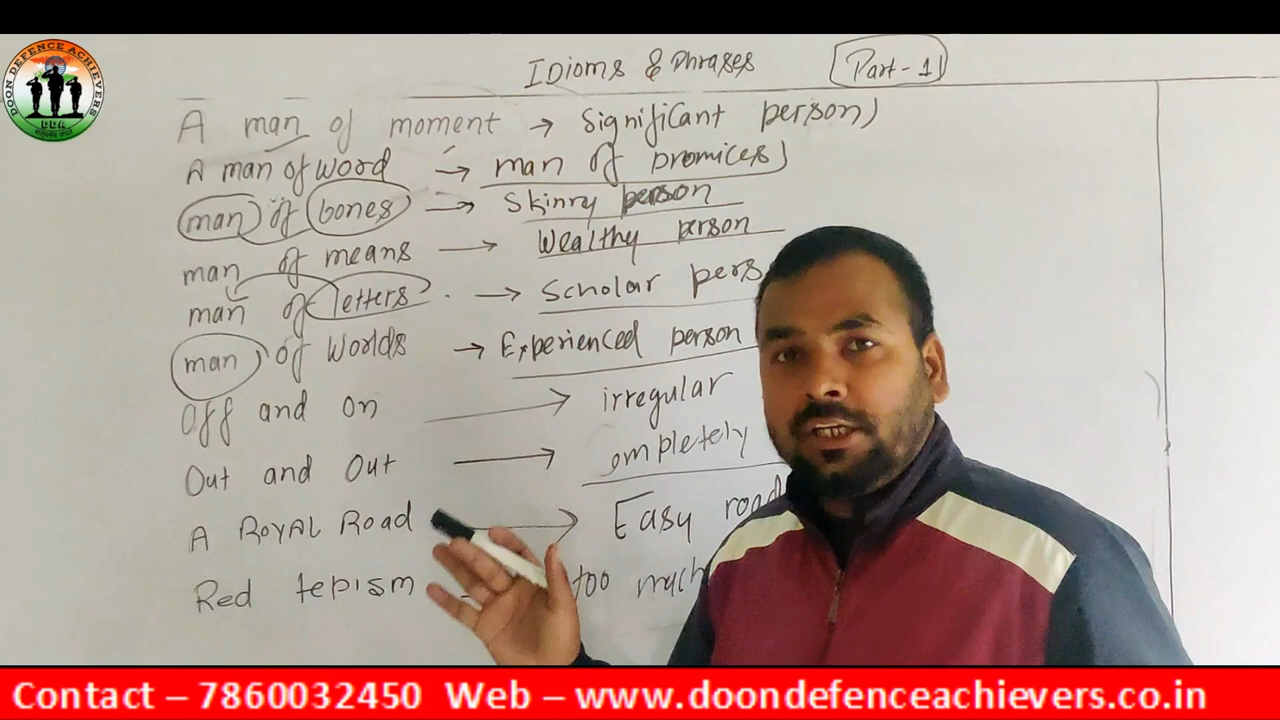 DOON DEFENCE ACHIEVERS
DDA
Idioms & Phrases Part-1
A man of moment → Significant person)
A man of word → man of promices)
man of bones → Skinny person
man of means → Wealthy person
man of letters → Scholar pers
man of worlds → Experienced person
Off and on → irregular
Out and Out → ompletely
A Royal Road → Easy road
Red tepism too much
Contact – 7860032450 Web – www.doondefenceachievers.co.in